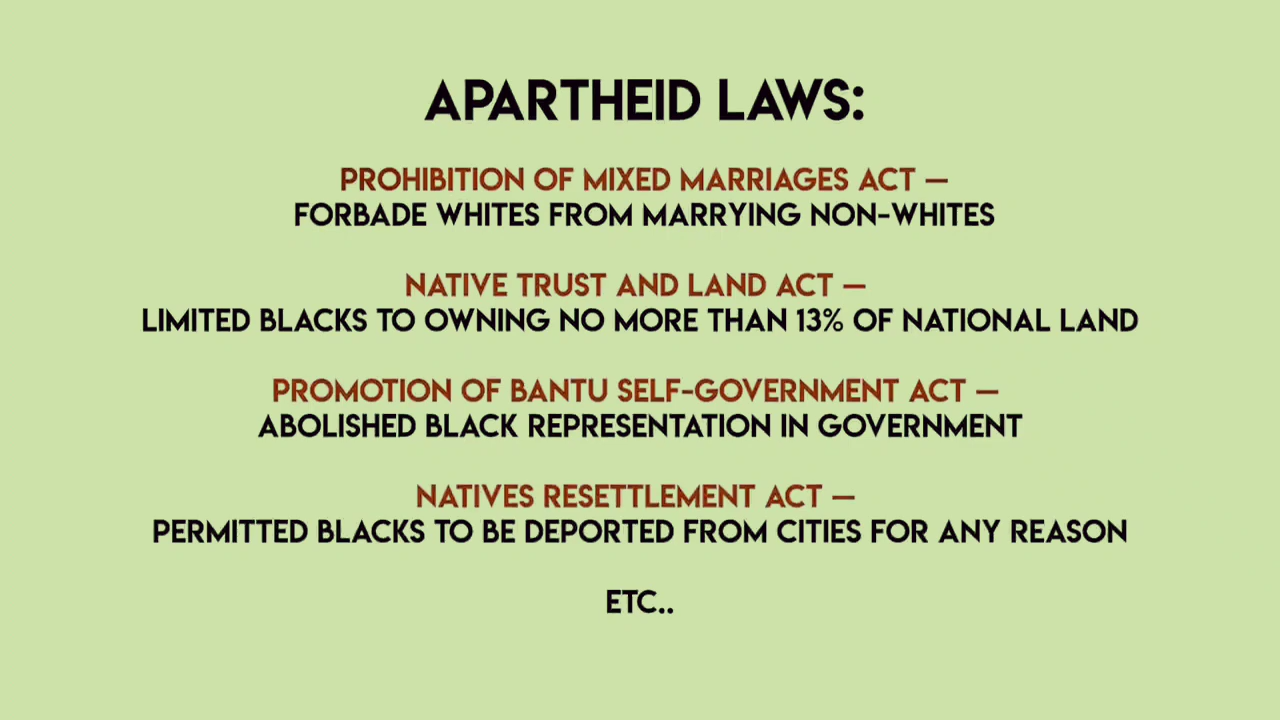 APARTHEID LAWS:
PROHIBITION OF MIXED MARRIAGES ACT —
FORBADE WHITES FROM MARRYING NON-WHITES
NATIVE TRUST AND LAND ACT —
LIMITED BLACKS TO OWNING NO MORE THAN 13% OF NATIONAL LAND
PROMOTION OF BANTU SELF-GOVERNMENT ACT —
ABOLISHED BLACK REPRESENTATION IN GOVERNMENT
NATIVES RESETTLEMENT ACT —
PERMITTED BLACKS TO BE DEPORTED FROM CITIES FOR ANY REASON
ETC..